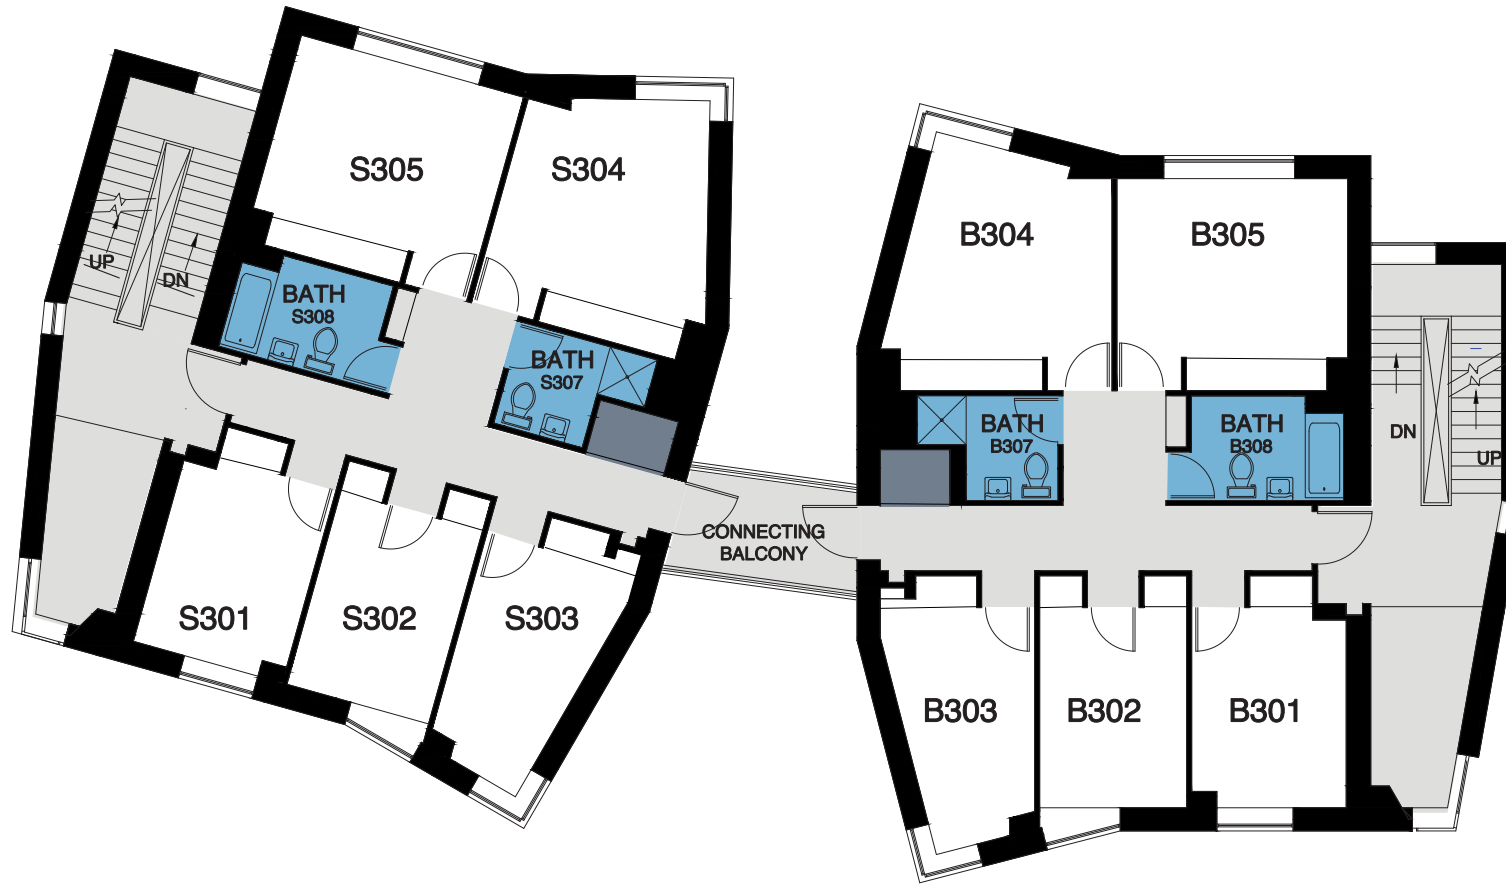 S305
S304
UP
DN
BATH
S308
BATH
S307
S301
S302
S303
CONNECTING
BALCONY
B304
B305
BATH
B307
BATH
B308
DN
UP
B303
B302
B301